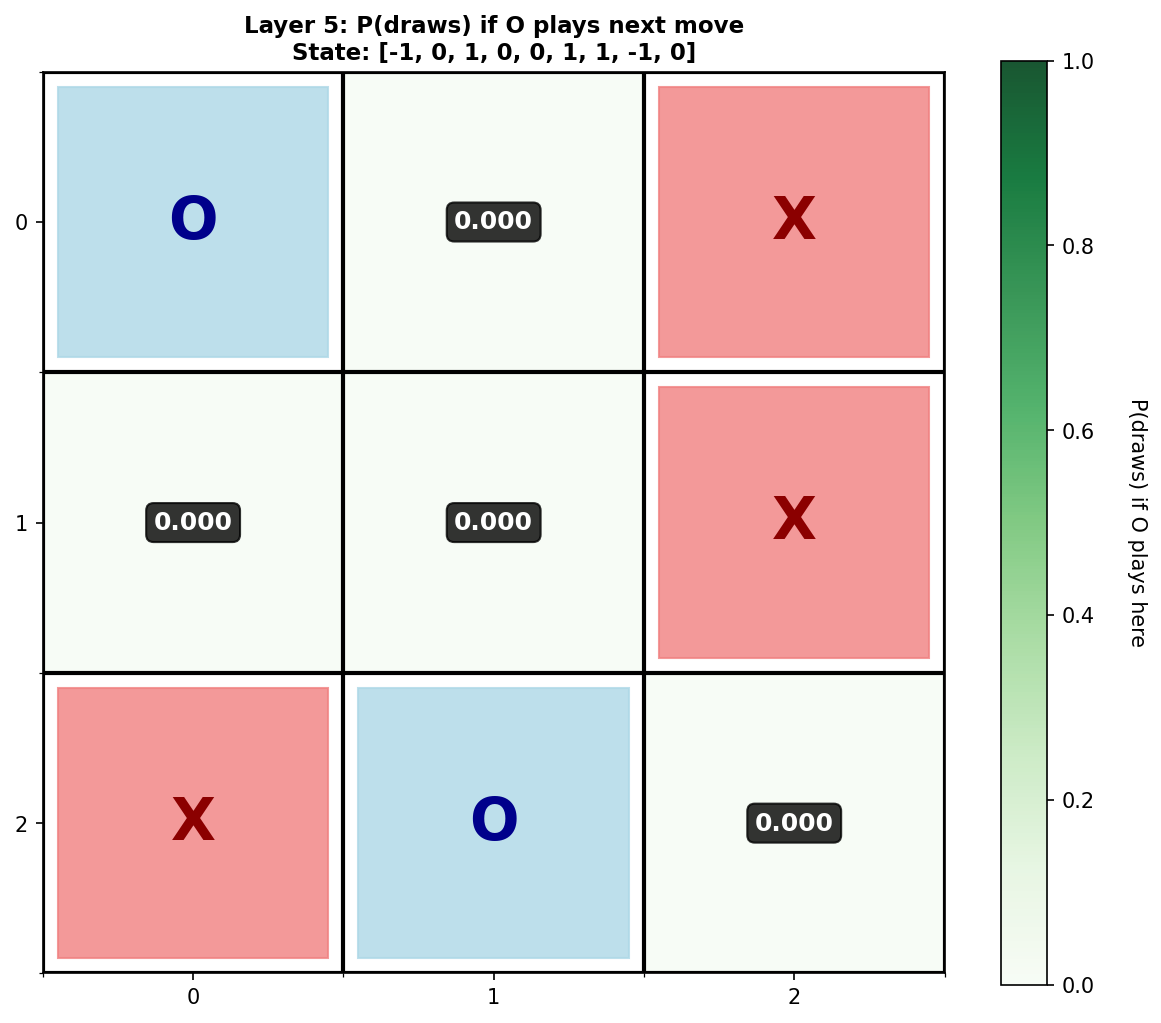 Layer 5: P(draws) if O plays next move
State: [-1, 0, 1, 0, 0, 1, 1, -1, 0]
0
O
0.000
X
1
0.000
0.000
X
2
X
O
0.000
0
1
2
1.0
0.8
0.6
0.4
0.2
0.0
P(draws) if O plays here